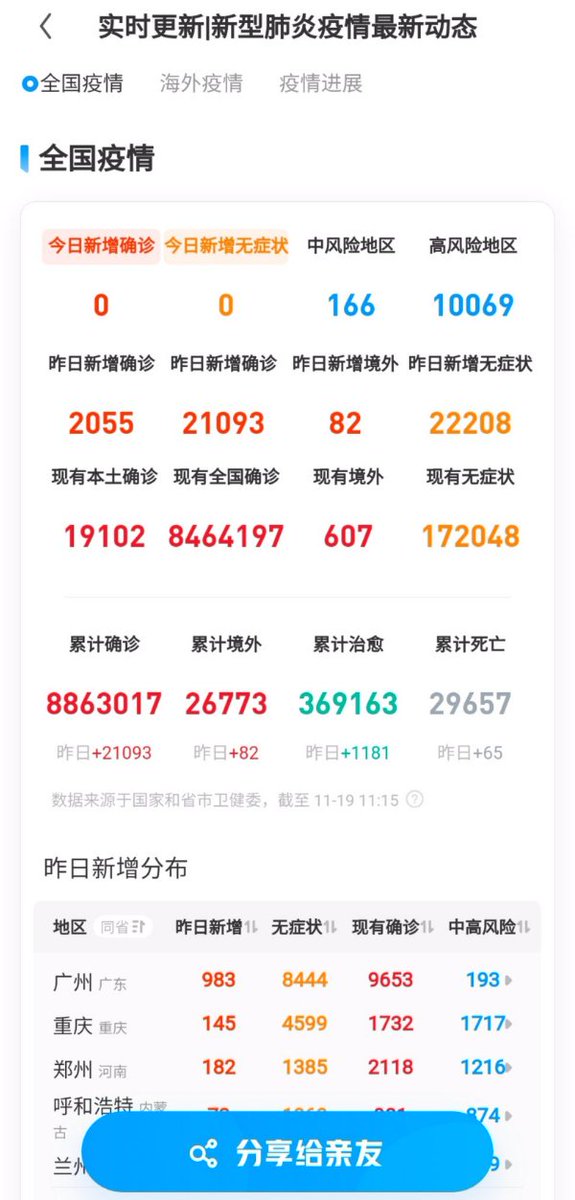 实时更新|新型肺炎疫情最新动态
全国疫情 海外疫情 疫情进展
全国疫情
今日新增确诊 今日新增无症状 中风险地区 高风险地区
0 0 166 10069
昨日新增确诊 昨日新增确诊 昨日新增境外 昨日新增无症状
2055 21093 82 22208
现有本土确诊 现有全国确诊 现有境外 现有无症状
19102 8464197 607 172048
累计确诊 累计境外 累计治愈 累计死亡
8863017 26773 369163 29657
昨日+21093 昨日+82 昨日+1181 昨日+65
数据来源于国家和省市卫健委，截至 11-19 11:15 ?
昨日新增分布
地区 同省 昨日新增 无症状 现有确诊 中高风险
广州 广东 983 8444 9653 193
重庆 重庆 145 4599 1732 1717
郑州 河南 182 1385 2118 1216
呼和浩特 内蒙古 874
兰州
分享给亲友